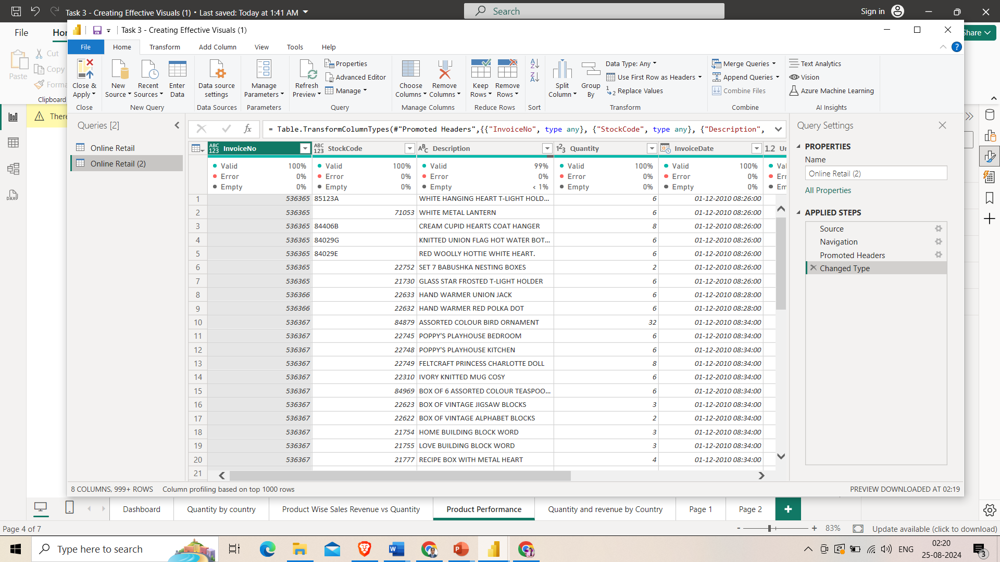 Task 3 - Creating Effective Visuals (1) • Last saved: Today at 1:41 AM
Search
Sign in
File
Share
Cut
Copy
Paste
Clipboard
There
Task 3 - Creating Effective Visuals (1)
File Home Transform Add Column View Tools Help
Close & Apply
Close
New Source
Recent Sources
Enter Data
New Query
Data source settings
Data Sources
Manage Parameters
Parameters
Refresh Preview
Properties
Advanced Editor
Manage
Query
Choose Columns
Remove Columns
Manage Columns
Keep Rows
Remove Rows
Reduce Rows
Sort
Split Column
Group By
Data Type: Any
Use First Row as Headers
Replace Values
Transform
Merge Queries
Append Queries
Combine Files
Combine
Text Analytics
Vision
Azure Machine Learning
AI Insights
Queries [2]
Online Retail
Online Retail (2)
= Table.TransformColumnTypes(#"Promoted Headers",{{"InvoiceNo", type any}, {"StockCode", type any}, {"Description",
InvoiceNo StockCode Description Quantity InvoiceDate
Valid 100% Valid 100% Valid 99% Valid 100% Valid 100%
Error 0% Error 0% Error 0% Error 0% Error 0%
Empty 0% Empty 0% Empty < 1% Empty 0% Empty 0%
1 536365 85123A WHITE HANGING HEART T-LIGHT HOLD... 6 01-12-2010 08:26:00
2 536365 71053 WHITE METAL LANTERN 6 01-12-2010 08:26:00
3 536365 84406B CREAM CUPID HEARTS COAT HANGER 8 01-12-2010 08:26:00
4 536365 84029G KNITTED UNION FLAG HOT WATER BOT... 6 01-12-2010 08:26:00
5 536365 84029E RED WOOLLY HOTTIE WHITE HEART. 6 01-12-2010 08:26:00
6 536365 22752 SET 7 BABUSHKA NESTING BOXES 2 01-12-2010 08:26:00
7 536365 21730 GLASS STAR FROSTED T-LIGHT HOLDER 6 01-12-2010 08:26:00
8 536366 22633 HAND WARMER UNION JACK 6 01-12-2010 08:28:00
9 536366 22632 HAND WARMER RED POLKA DOT 6 01-12-2010 08:28:00
10 536367 84879 ASSORTED COLOUR BIRD ORNAMENT 32 01-12-2010 08:34:00
11 536367 22745 POPPY'S PLAYHOUSE BEDROOM 6 01-12-2010 08:34:00
12 536367 22748 POPPY'S PLAYHOUSE KITCHEN 6 01-12-2010 08:34:00
13 536367 22749 FELTCRAFT PRINCESS CHARLOTTE DOLL 8 01-12-2010 08:34:00
14 536367 22310 IVORY KNITTED MUG COSY 6 01-12-2010 08:34:00
15 536367 84969 BOX OF 6 ASSORTED COLOUR TEASPOO... 6 01-12-2010 08:34:00
16 536367 22623 BOX OF VINTAGE JIGSAW BLOCKS 3 01-12-2010 08:34:00
17 536367 22622 BOX OF VINTAGE ALPHABET BLOCKS 2 01-12-2010 08:34:00
18 536367 21754 HOME BUILDING BLOCK WORD 3 01-12-2010 08:34:00
19 536367 21755 LOVE BUILDING BLOCK WORD 3 01-12-2010 08:34:00
20 536367 21777 RECIPE BOX WITH METAL HEART 4 01-12-2010 08:34:00
21
Query Settings
PROPERTIES
Name
Online Retail (2)
All Properties
APPLIED STEPS
Source
Navigation
Promoted Headers
Changed Type
8 COLUMNS, 999+ ROWS Column profiling based on top 1000 rows
PREVIEW DOWNLOADED AT 02:19
Dashboard Quantity by country Product Wise Sales Revenue vs Quantity Product Performance Quantity and revenue by Country Page 1 Page 2
Page 4 of 7
83%
Update available (click to download)
Type here to search
ENG
02:20
25-08-2024
3